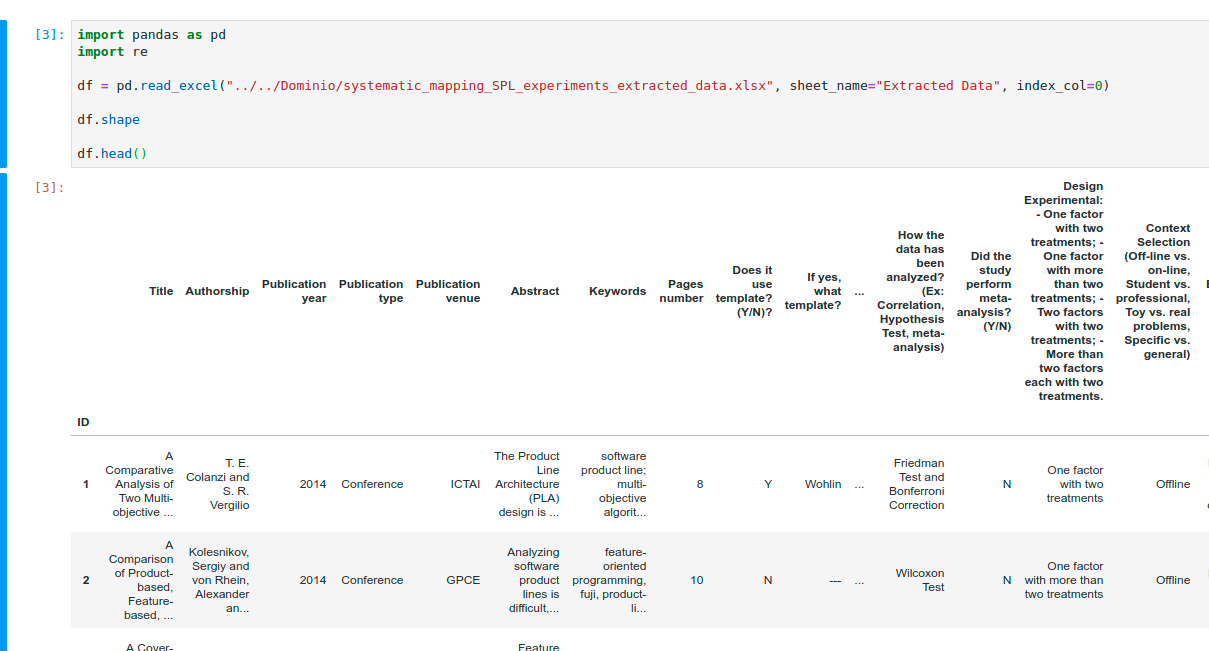 [3]: import pandas as pd
import re
df = pd.read_excel("../../Dominio/systematic_mapping_SPL_experiments_extracted_data.xlsx", sheet_name="Extracted Data", index_col=0)
df.shape
df.head()
[3]:
Title
Authorship
Publication
year
Publication
type
Publication
venue
Abstract
Keywords
Pages
number
Does it
use
template?
(Y/N)?
If yes,
what
template?
...
How the
data has
been
analyzed?
(Ex:
Correlation,
Hypothesis
Test, meta-
analysis)
Did the
study
perform
meta-
analysis?
(Y/N)
Design
Experimental:
- One factor
with two
treatments; -
One factor
with more
than two
treatments; -
Two factors
with two
treatments; -
More than
two factors
each with two
treatments.
Context
Selection
(Off-line vs.
on-line,
Student vs.
professional,
Toy vs. real
problems,
Specific vs.
general)
ID
1
A
Comparative
Analysis of
Two Multi-
objective ...
T. E.
Colanzi and
S. R.
Vergilio
2014
Conference
ICTAI
The Product
Line
Architecture
(PLA)
design is ...
software
product line;
multi-
objective
algorit...
8
Y
Wohlin
...
Friedman
Test and
Bonferroni
Correction
N
One factor
with two
treatments
Offline
2
A
Comparison
of Product-
based,
Feature-
based, ...
Kolesnikov,
Sergiy and
von Rhein,
Alexander
an...
2014
Conference
GPCE
Analyzing
software
product
lines is
difficult,...
feature-
oriented
programming,
fuji, product-
li...
10
N
---
...
Wilcoxon
Test
N
One factor
with more than
two treatments
Offline
A Cover-
Feature